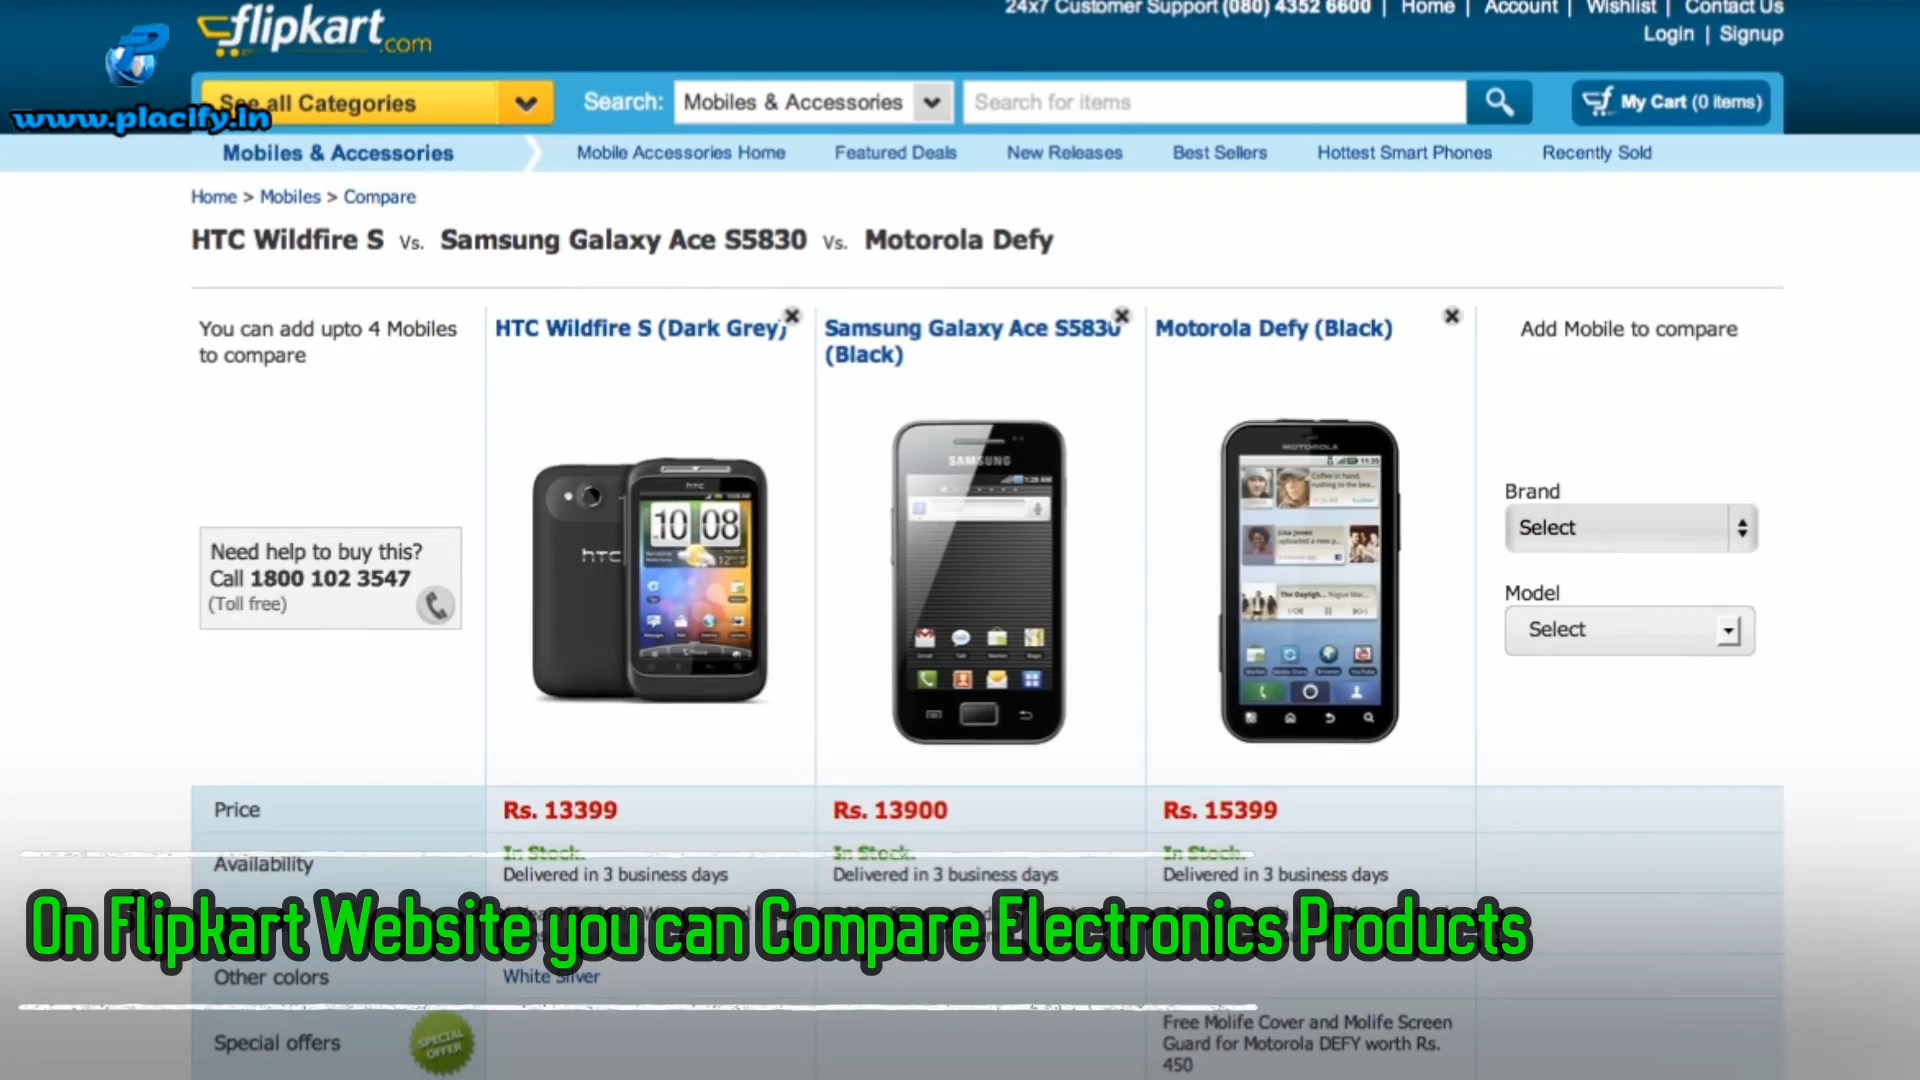 flipkart.com
24x7 Customer Support (080) 4352 6600 | Home | Account | Wishlist | Contact Us
Login | Signup
www.placify.in
See all Categories
Search: Mobiles & Accessories Search for items
My Cart (0 items)
Mobiles & Accessories Mobile Accessories Home Featured Deals New Releases Best Sellers Hottest Smart Phones Recently Sold
Home > Mobiles > Compare
HTC Wildfire S Vs. Samsung Galaxy Ace S5830 Vs. Motorola Defy
You can add upto 4 Mobiles
to compare
HTC Wildfire S (Dark Grey)
Samsung Galaxy Ace S5830
(Black)
Motorola Defy (Black)
Add Mobile to compare
hTC
hTC
10 08
SAMSUNG
MOTOROLA
Need help to buy this?
Call 1800 102 3547
(Toll free)
Brand
Select
Model
Select
Price Rs. 13399 Rs. 13900 Rs. 15399
Availability
In Stock.
Delivered in 3 business days
In Stock.
Delivered in 3 business days
In Stock.
Delivered in 3 business days
On Flipkart Website you can Compare Electronics Products
Other colors White Silver
Special offers
SPECIAL
OFFER
Free Molife Cover and Molife Screen
Guard for Motorola DEFY worth Rs.
450